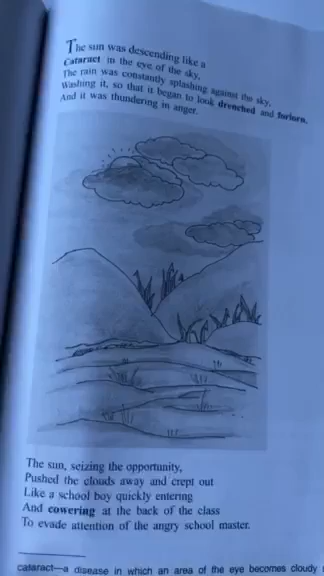 The sun was descending like a
Cataract in the eye of the sky,
The rain was constantly splashing against the sky,
Washing it, so that it began to look drenched and forlorn,
And it was thundering in anger.
The sun, seizing the opportunity,
Pushed the clouds away and crept out
Like a school boy quickly entering
And cowering at the back of the class
To evade attention of the angry school master.
cataract—a disease in which an area of the eye becomes cloudy